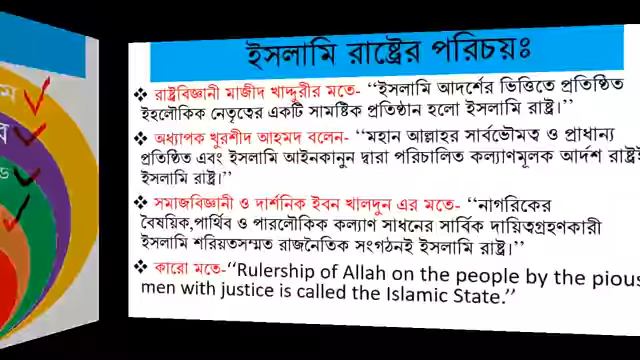 ইসলামি রাষ্ট্রের পরিচয়ঃ
❖ রাষ্ট্রবিজ্ঞানী মাজীদ খাদ্দুরীর মতে- ‘‘ইসলামি আদর্শের ভিত্তিতে প্রতিষ্ঠিত
ইহলৌকিক নেতৃত্বের একটি সামষ্টিক প্রতিষ্ঠান হলো ইসলামি রাষ্ট্র।’’
❖ অধ্যাপক খুরশীদ আহমদ বলেন- ‘‘মহান আল্লাহর সার্বভৌমত্ব ও প্রাধান্য
প্রতিষ্ঠিত এবং ইসলামি আইনকানুন দ্বারা পরিচালিত কল্যাণমূলক আদর্শ রাষ্ট্রই
ইসলামি রাষ্ট্র।’’
❖ সমাজবিজ্ঞানী ও দার্শনিক ইবন খালদুন এর মতে- ‘‘নাগরিকের
বৈষয়িক,পার্থিব ও পারলৌকিক কল্যাণ সাধনের সার্বিক দায়িত্বগ্রহণকারী
ইসলামি শরিয়তসম্মত রাজনৈতিক সংগঠনই ইসলামি রাষ্ট্র।’’
❖ কারো মতে-‘‘Rulership of Allah on the people by the pious
men with justice is called the Islamic State.’’